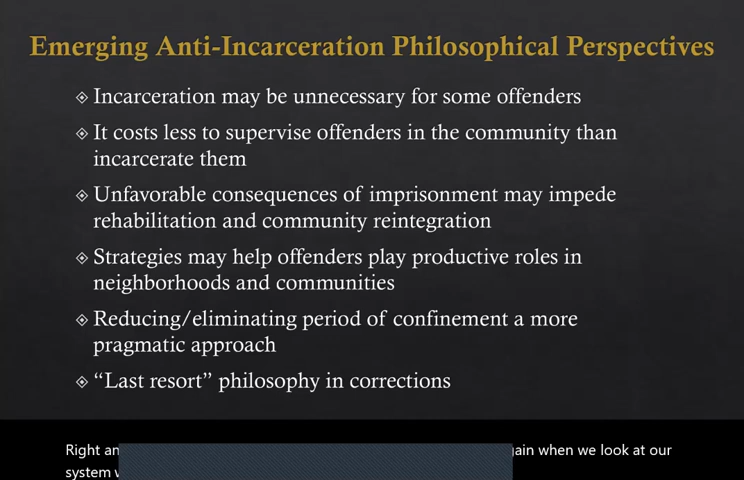 Emerging Anti-Incarceration Philosophical Perspectives
Incarceration may be unnecessary for some offenders
It costs less to supervise offenders in the community than
incarcerate them
Unfavorable consequences of imprisonment may impede
rehabilitation and community reintegration
Strategies may help offenders play productive roles in
neighborhoods and communities
Reducing/eliminating period of confinement a more
pragmatic approach
“Last resort” philosophy in corrections
Right when we look at our
system